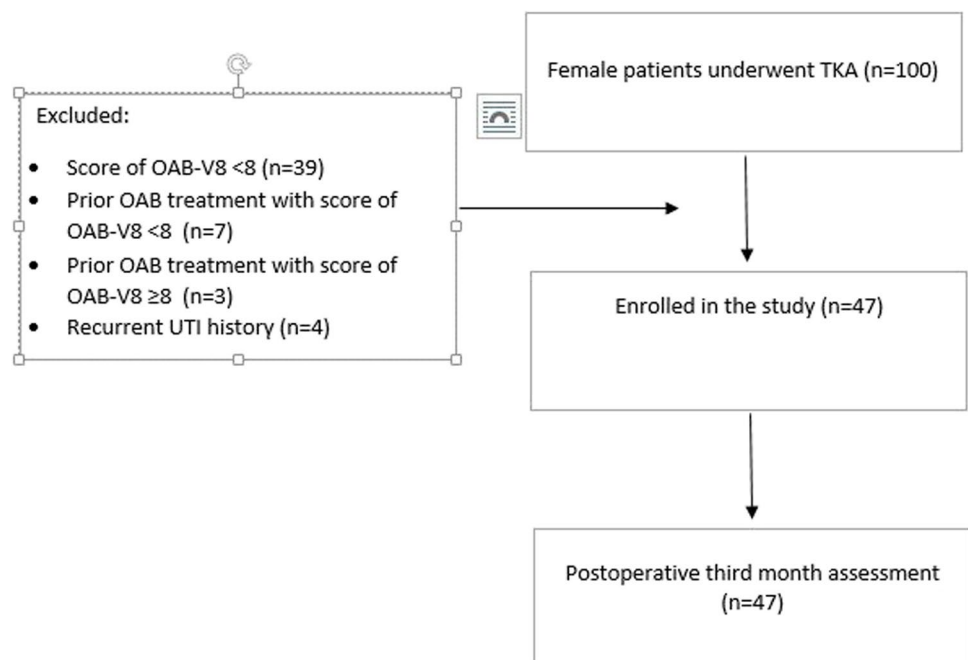 Female patients underwent TKA (n=100)
Excluded:
• Score of OAB-V8 <8 (n=39)
• Prior OAB treatment with score of
OAB-V8 <8 (n=7)
• Prior OAB treatment with score of
OAB-V8 ≥8 (n=3)
• Recurrent UTI history (n=4)
Enrolled in the study (n=47)
Postoperative third month assessment
(n=47)